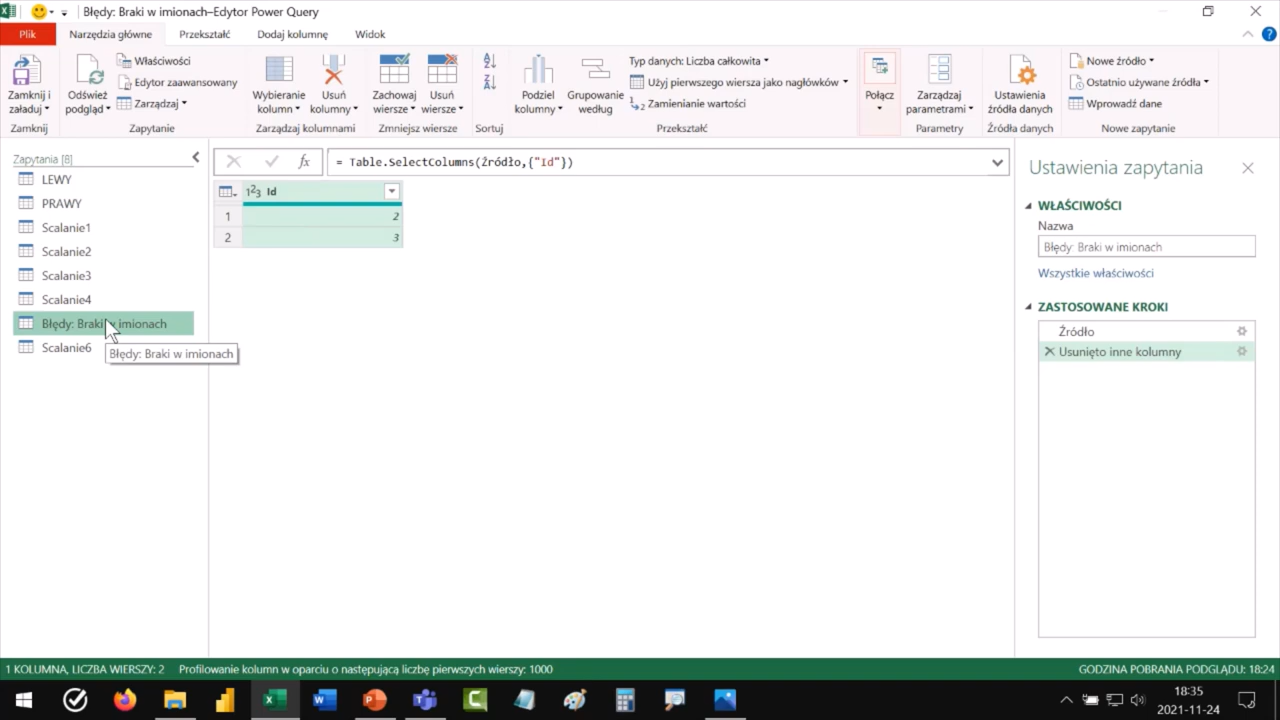 Błędy: Braki w imionach–Edytor Power Query
Plik
Narzędzia główne
Przekształć
Dodaj kolumnę
Widok
Zamknij i
załaduj
Zamknij
Odśwież
podgląd
Właściwości
Edytor zaawansowany
Zarządzaj
Zapytanie
Wybieranie
kolumn
Usuń
kolumny
Zarządzaj kolumnami
Zachowaj
wiersze
Usuń
wiersze
Zmniejsz wiersze
Sortuj
Podziel
kolumny
Grupowanie
według
Typ danych: Liczba całkowita
Użyj pierwszego wiersza jako nagłówków
Zamienianie wartości
Przekształć
Połącz
Zarządzaj
parametrami
Parametry
Ustawienia
źródła danych
Źródła danych
Nowe źródło
Ostatnio używane źródła
Wprowadź dane
Nowe zapytanie
Zapytania [8]
LEWY
PRAWY
Scalanie1
Scalanie2
Scalanie3
Scalanie4
Błędy: Braki w imionach
Scalanie6
Błędy: Braki w imionach
fx
= Table.SelectColumns(Źródło,{"Id"})
123 Id
1 2
2 3
Ustawienia zapytania
WŁAŚCIWOŚCI
Nazwa
Błędy: Braki w imionach
Wszystkie właściwości
ZASTOSOWANE KROKI
Źródło
Usunięto inne kolumny
1 KOLUMNA, LICZBA WIERSZY: 2 Profilowanie kolumn w oparciu o następującą liczbę pierwszych wierszy: 1000
GODZINA POBRANIA PODGLĄDU: 18:24
18:35
2021-11-24